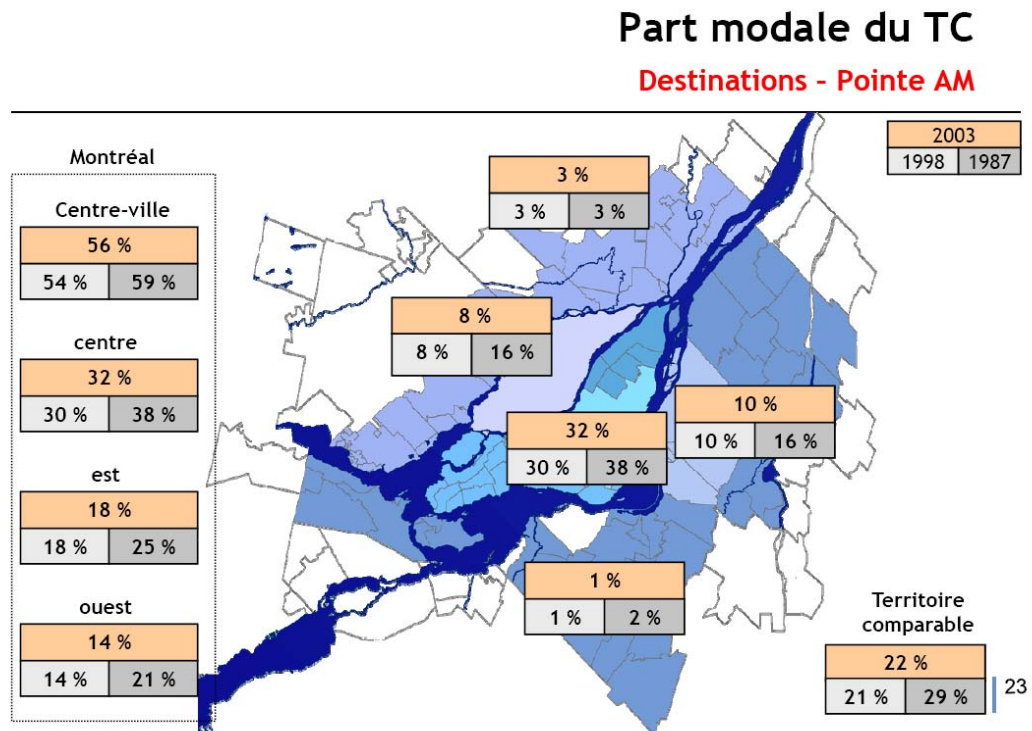 Part modale du TC
Destinations - Pointe AM
2003
1998 1987
Montréal
Centre-ville
56 %
54 % 59 %
centre
32 %
30 % 38 %
est
18 %
18 % 25 %
ouest
14 %
14 % 21 %
3 %
3 % 3 %
8 %
8 % 16 %
32 %
30 % 38 %
10 %
10 % 16 %
1 %
1 % 2 %
Territoire
comparable
22 %
21 % 29 %
23